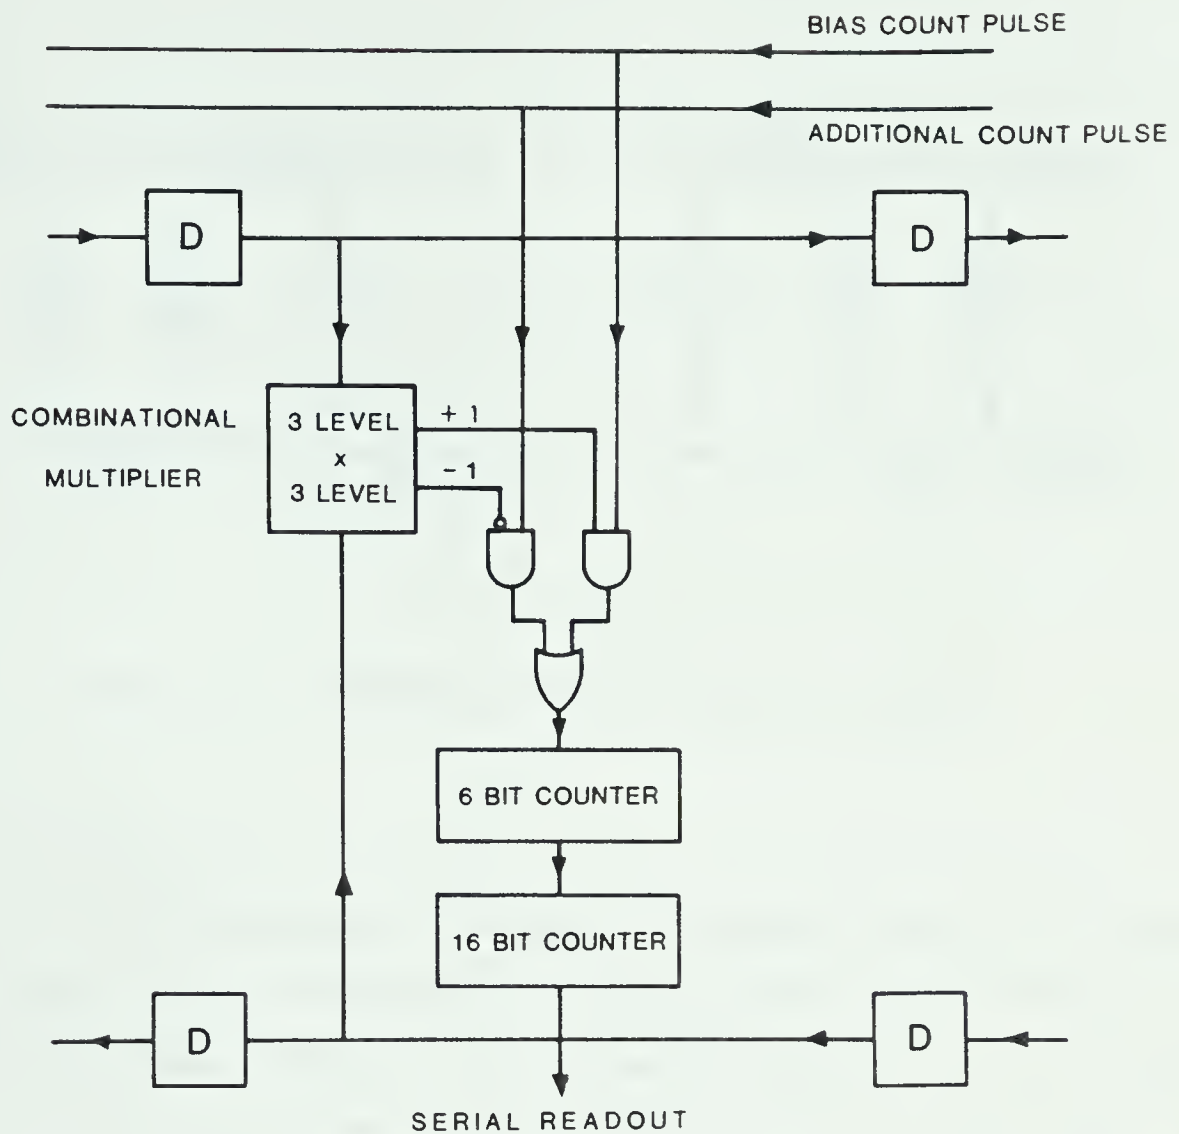 BIAS COUNT PULSE
ADDITIONAL COUNT PULSE
D
D
COMBINATIONAL
MULTIPLIER
3 LEVEL
x
3 LEVEL
+ 1
- 1
6 BIT COUNTER
16 BIT COUNTER
D
D
SERIAL READOUT